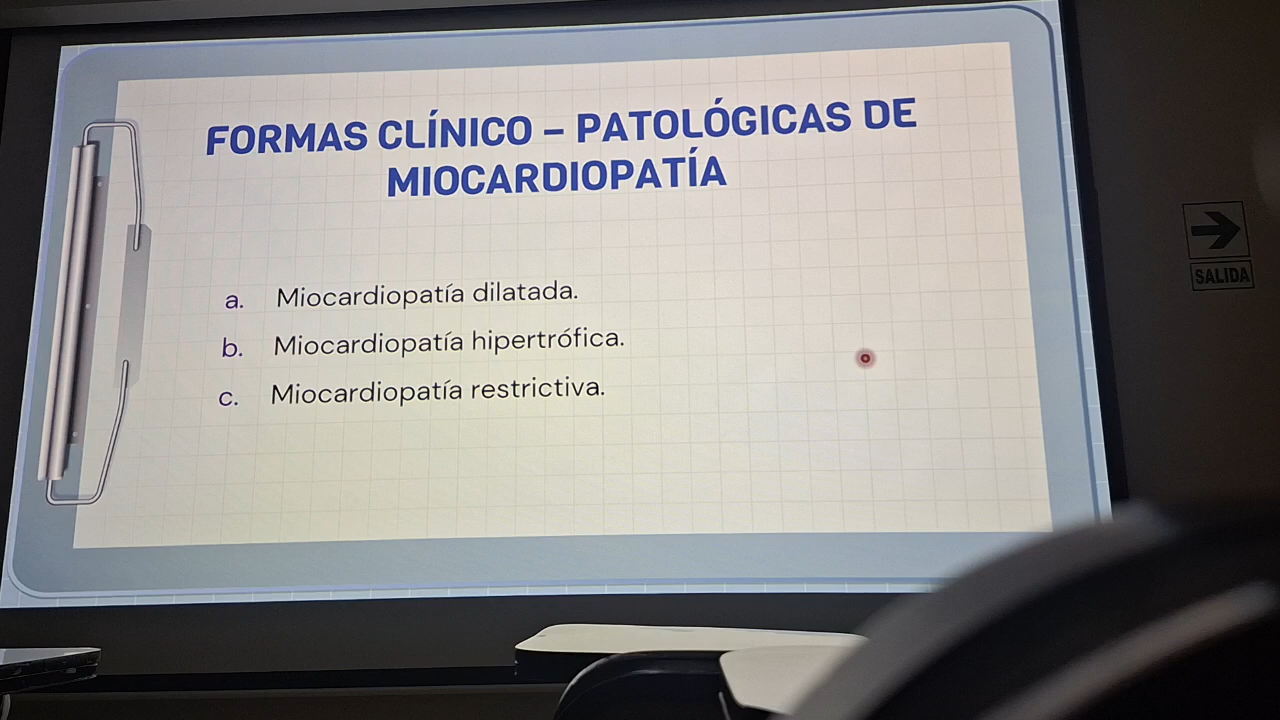 FORMAS CLÍNICO – PATOLÓGICAS DE
MIOCARDIOPATÍA
a. Miocardiopatía dilatada.
b. Miocardiopatía hipertrófica.
c. Miocardiopatía restrictiva.
SALIDA